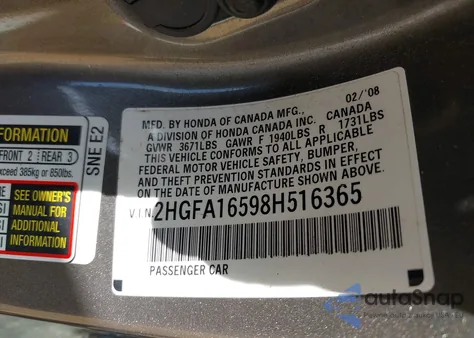 FORMATION
FRONT 2 REAR 3
exceed 385kg or 850lbs.
SEE OWNER'S
MANUAL FOR
ADDITIONAL
INFORMATION
SNE E2
MFD. BY HONDA OF CANADA MFG., 02/'08
A DIVISION OF HONDA CANADA INC. CANADA
GVWR 3671LBS GAWR F 1940LBS R 1731LBS
THIS VEHICLE CONFORMS TO ALL APPLICABLE
FEDERAL MOTOR VEHICLE SAFETY, BUMPER,
AND THEFT PREVENTION STANDARDS IN EFFECT
ON THE DATE OF MANUFACTURE SHOWN ABOVE.
V.I.N. 2HGFA16598H516365
PASSENGER CAR
autoSnap